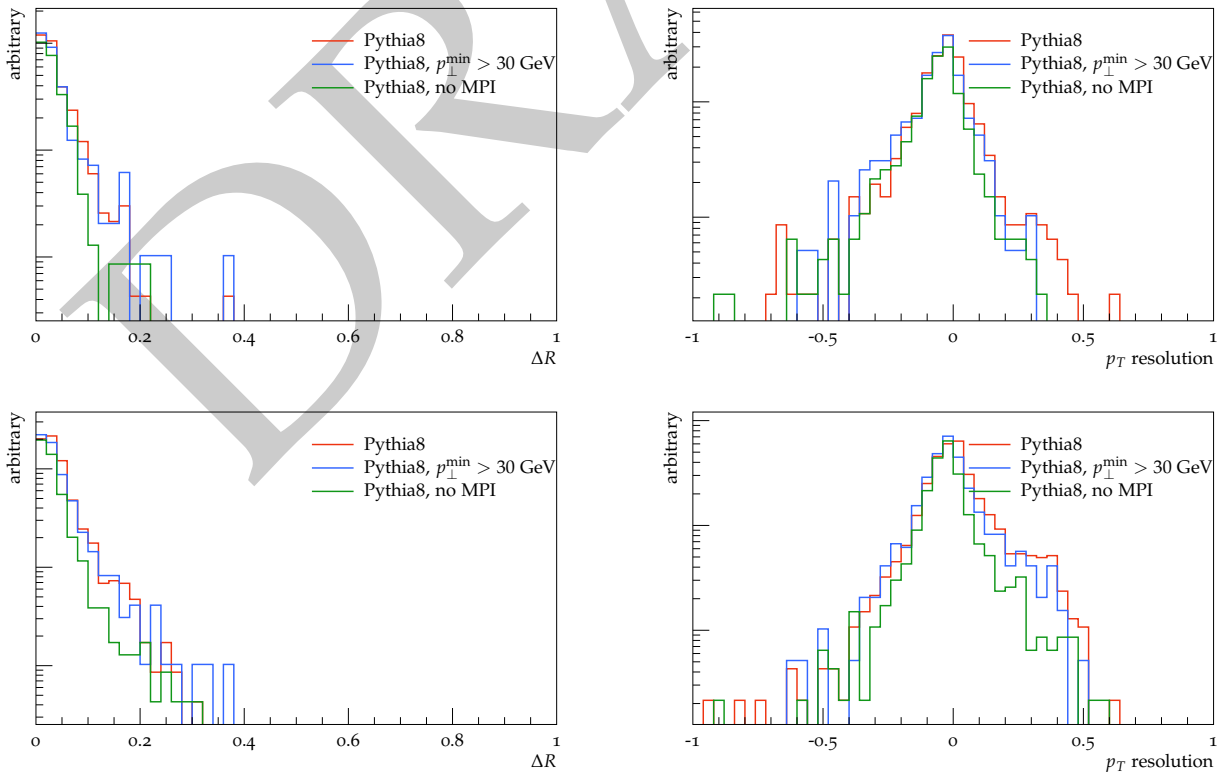 arbitrary
Pythia8
Pythia8, p⊥^min > 30 GeV
Pythia8, no MPI
0 0.2 0.4 0.6 0.8 1
ΔR
arbitrary
Pythia8
Pythia8, p⊥^min > 30 GeV
Pythia8, no MPI
-1 -0.5 0 0.5 1
p_T resolution
arbitrary
Pythia8
Pythia8, p⊥^min > 30 GeV
Pythia8, no MPI
0 0.2 0.4 0.6 0.8 1
ΔR
arbitrary
Pythia8
Pythia8, p⊥^min > 30 GeV
Pythia8, no MPI
-1 -0.5 0 0.5 1
p_T resolution
DRA